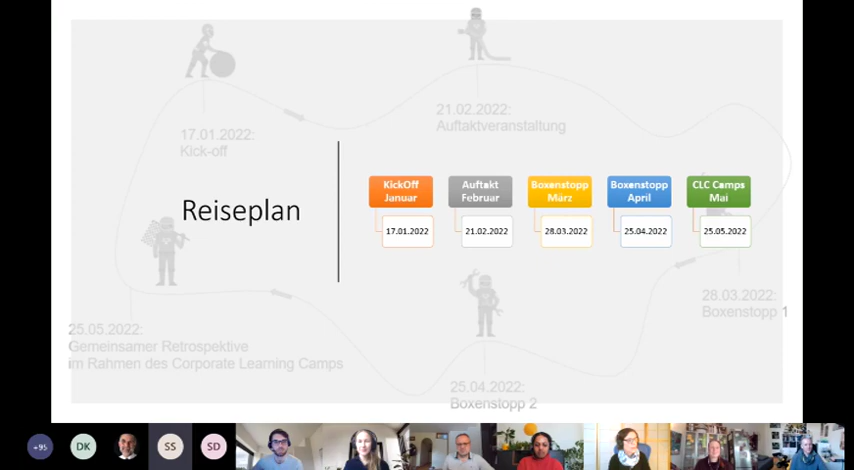 21.02.2022:
Auftaktveranstaltung
17.01.2022:
Kick-off
Reiseplan
KickOff
Januar
17.01.2022
Auftakt
Februar
21.02.2022
Boxenstopp
März
28.03.2022
Boxenstopp
April
25.04.2022
CLC Camps
Mai
25.05.2022
28.03.2022:
Boxenstopp 1
25.05.2022:
Gemeinsamer Retrospektive
im Rahmen des Corporate Learning Camps
25.04.2022:
Boxenstopp 2
+95
DK
SS
SD